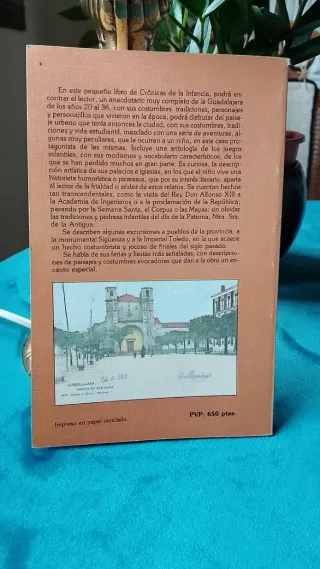 En este pequeño libro de Crónicas de la Infancia, podrá en-
contrar el lector, un anecdotario muy completo de la Guadalajara
de los años 20 al 36, con sus costumbres, tradiciones, personajes
y personajillos que vivieron en la época; podrá disfrutar del paisa-
je urbano que tenía entonces la ciudad, con sus costumbres, tradi-
ciones y vida estudiantil, mezclado con una serie de aventuras, al-
gunas muy peculiares, que le ocurren a un niño, en este caso pro-
tagonista de las mismas. Incluye una antología de los juegos
infantiles, con sus modismos y vocabulario característicos, de los
que se han perdido muchos en gran parte. Es curiosa, la descrip-
ción artística de sus palacios e iglesias, en los que el niño vive una
historieta humorística o picaresca, que por su interés literario, aparta
al lector de la frialdad o aridez de estos relatos. Se cuentan hechos
tan transcendentales, como la visita del Rey Don Alfonso XIII a
la Academia de Ingenieros o a la proclamación de la República;
pasando por la Semana Santa, el Corpus o las Mayas; sin olvidar
las tradiciones y pedreas infantiles del día de la Paloma, Ntra. Sra.
de la Antigua.
Se describen algunas excursiones a pueblos de la provincia, a
la monumental Sigüenza y a la Imperial Toledo, en la que acaece
un hecho costumbrista y jocoso de finales del siglo pasado.
Se habla de sus ferias y fiestas más señaladas, con descripcio-
nes de paisajes y costumbres evocadoras que dan a la obra un en-
canto especial.
GUADALAJARA
Impreso en papel reciclado.
PVP: 650 ptas.